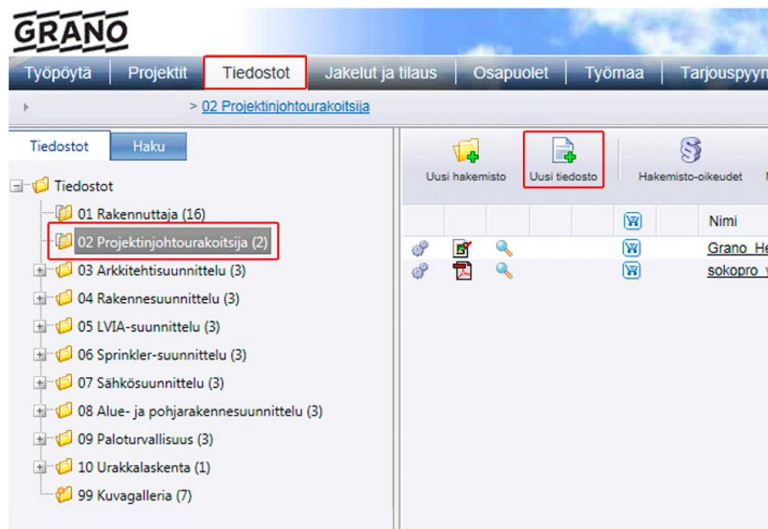 GRANO
Työpöytä Projektit Tiedostot Jakelut ja tilaus Osapuolet Työmaa Tarjouspyyn
> 02 Projektinjohtourakoitsija
Tiedostot Haku
Uusi hakemisto Uusi tiedosto Hakemisto-oikeudet
Tiedostot
01 Rakennuttaja (16)
Nimi
02 Projektinjohtourakoitsija (2)
Grano_He
03 Arkkitehtisuunnittelu (3)
sokopro_v
04 Rakennesuunnittelu (3)
05 LVIA-suunnittelu (3)
06 Sprinkler-suunnittelu (3)
07 Sähkösuunnittelu (3)
08 Alue- ja pohjarakennesuunnittelu (3)
09 Paloturvallisuus (3)
10 Urakkalaskenta (1)
99 Kuvagalleria (7)